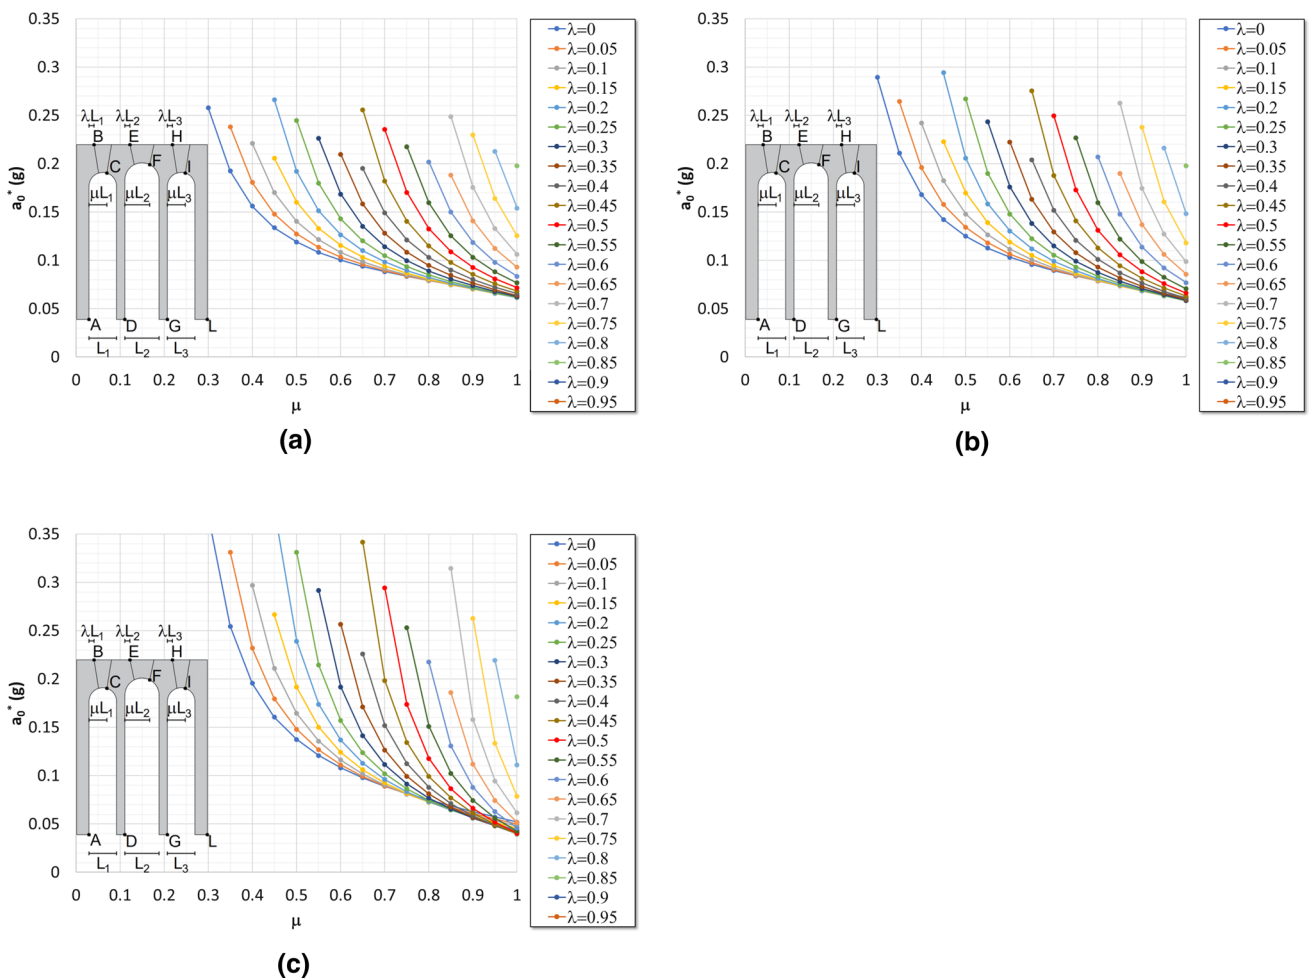 0.35
0.3
0.25
0.2
0.15
0.1
0.05
0
a₀* (g)
0 0.1 0.2 0.3 0.4 0.5 0.6 0.7 0.8 0.9 1
μ
λL₁ λL₂ λL₃
B E H
C F I
μL₁ μL₂ μL₃
A D G L
L₁ L₂ L₃
λ=0
λ=0.05
λ=0.1
λ=0.15
λ=0.2
λ=0.25
λ=0.3
λ=0.35
λ=0.4
λ=0.45
λ=0.5
λ=0.55
λ=0.6
λ=0.65
λ=0.7
λ=0.75
λ=0.8
λ=0.85
λ=0.9
λ=0.95
(a)
0.35
0.3
0.25
0.2
0.15
0.1
0.05
0
a₀* (g)
0 0.1 0.2 0.3 0.4 0.5 0.6 0.7 0.8 0.9 1
μ
λL₁ λL₂ λL₃
B E H
C F I
μL₁ μL₂ μL₃
A D G L
L₁ L₂ L₃
λ=0
λ=0.05
λ=0.1
λ=0.15
λ=0.2
λ=0.25
λ=0.3
λ=0.35
λ=0.4
λ=0.45
λ=0.5
λ=0.55
λ=0.6
λ=0.65
λ=0.7
λ=0.75
λ=0.8
λ=0.85
λ=0.9
λ=0.95
(b)
0.35
0.3
0.25
0.2
0.15
0.1
0.05
0
a₀* (g)
0 0.1 0.2 0.3 0.4 0.5 0.6 0.7 0.8 0.9 1
μ
λL₁ λL₂ λL₃
B E H
C F I
μL₁ μL₂ μL₃
A D G L
L₁ L₂ L₃
λ=0
λ=0.05
λ=0.1
λ=0.15
λ=0.2
λ=0.25
λ=0.3
λ=0.35
λ=0.4
λ=0.45
λ=0.5
λ=0.55
λ=0.6
λ=0.65
λ=0.7
λ=0.75
λ=0.8
λ=0.85
λ=0.9
λ=0.95
(c)